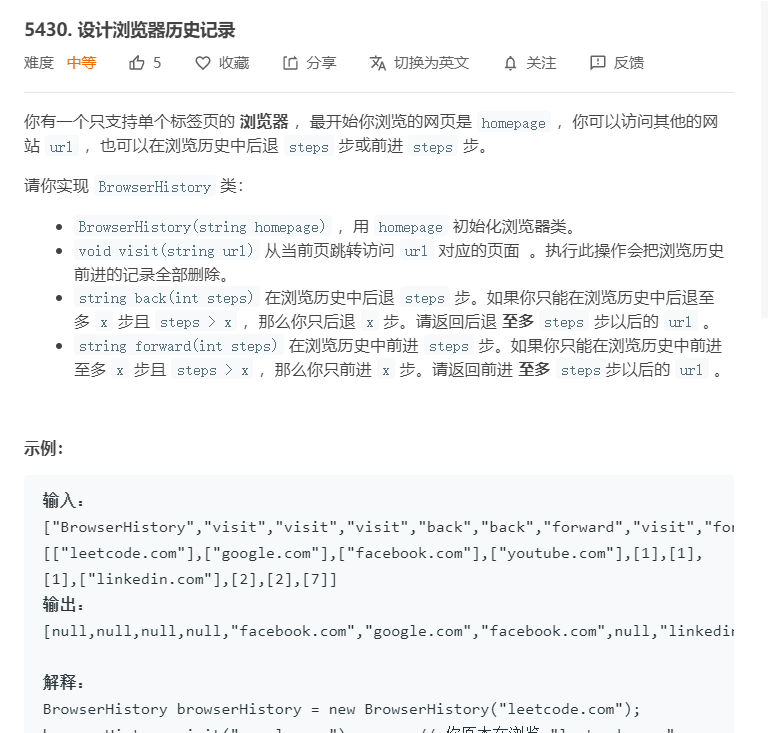 5430. 设计浏览器历史记录
难度 中等 5 收藏 分享 切换为英文 关注 反馈
你有一个只支持单个标签页的 浏览器 ，最开始你浏览的网页是 homepage ，你可以访问其他的网
站 url ，也可以在浏览历史中后退 steps 步或前进 steps 步。
请你实现 BrowserHistory 类：
• BrowserHistory(string homepage) ，用 homepage 初始化浏览器类。
• void visit(string url) 从当前页跳转访问 url 对应的页面 。执行此操作会把浏览历史
前进的记录全部删除。
• string back(int steps) 在浏览历史中后退 steps 步。如果你只能在浏览历史中后退至
多 x 步且 steps > x ，那么你只后退 x 步。请返回后退 至多 steps 步以后的 url 。
• string forward(int steps) 在浏览历史中前进 steps 步。如果你只能在浏览历史中前进
至多 x 步且 steps > x ，那么你只前进 x 步。请返回前进 至多 steps步以后的 url 。
示例：
输入：
["BrowserHistory","visit","visit","visit","back","back","forward","visit","for
[["leetcode.com"],["google.com"],["facebook.com"],["youtube.com"],[1],[1],
[1],["linkedin.com"],[2],[2],[7]]
输出：
[null,null,null,null,"facebook.com","google.com","facebook.com",null,"linkedin
解释：
BrowserHistory browserHistory = new BrowserHistory("leetcode.com");